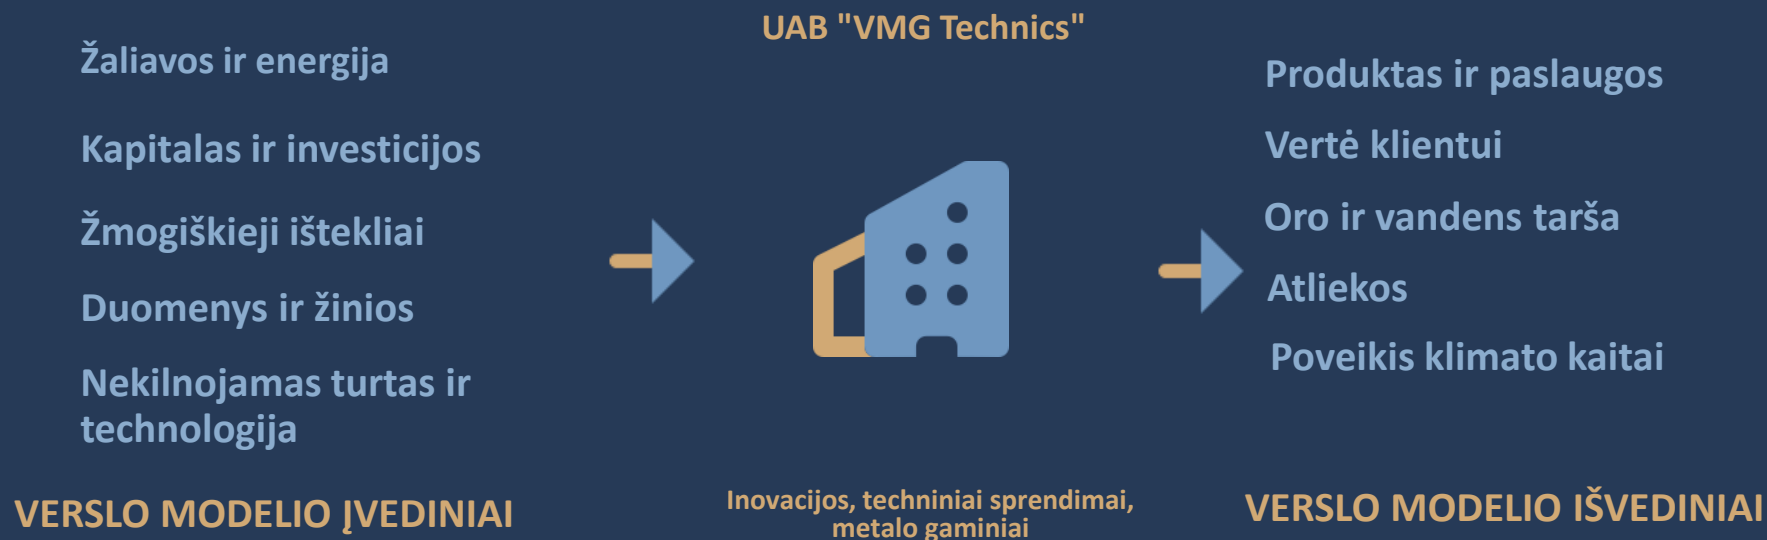 UAB "VMG Technics"
Žaliavos ir energija
Kapitalas ir investicijos
Žmogiškieji ištekliai
Duomenys ir žinios
Nekilnojamas turtas ir
technologija
VERSLO MODELIO ĮVEDINIAI
Inovacijos, techniniai sprendimai,
metalo gaminiai
Produktas ir paslaugos
Vertė klientui
Oro ir vandens tarša
Atliekos
Poveikis klimato kaitai
VERSLO MODELIO IŠVEDINIAI